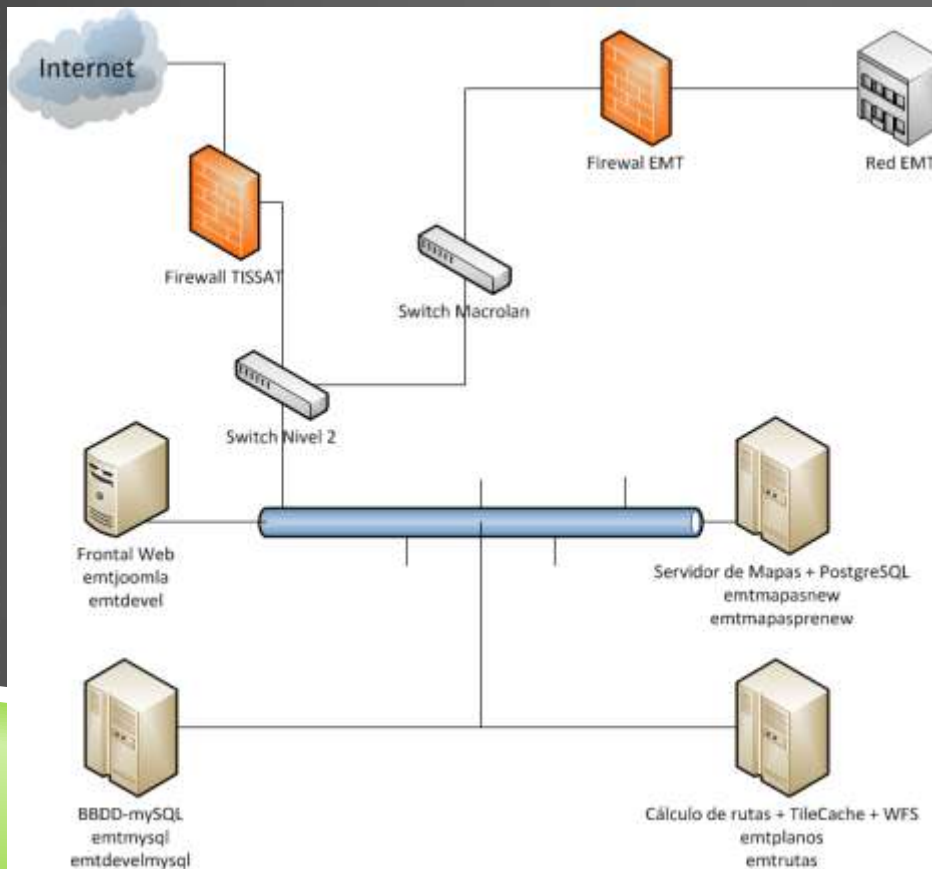 Internet
Firewal EMT
Red EMT
Firewall TISSAT
Switch Macrolan
Switch Nivel 2
Frontal Web
emtjoomla
emtdevel
Servidor de Mapas + PostgreSQL
emtmapasnew
emtmapasprenew
BBDD-mySQL
emtmysql
emtdevelmysql
Cálculo de rutas + TileCache + WFS
emtplanos
emtrutas